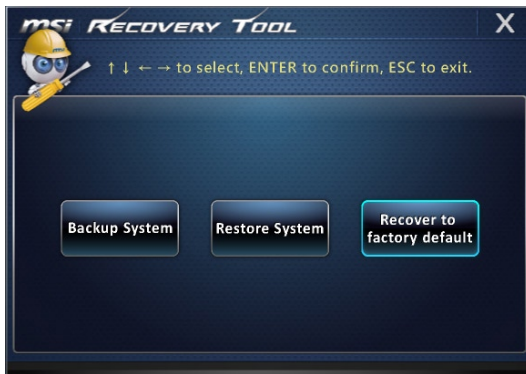 msi RECOVERY TOOL X
↑ ↓ ← → to select, ENTER to confirm, ESC to exit.
Backup System
Restore System
Recover to
factory default